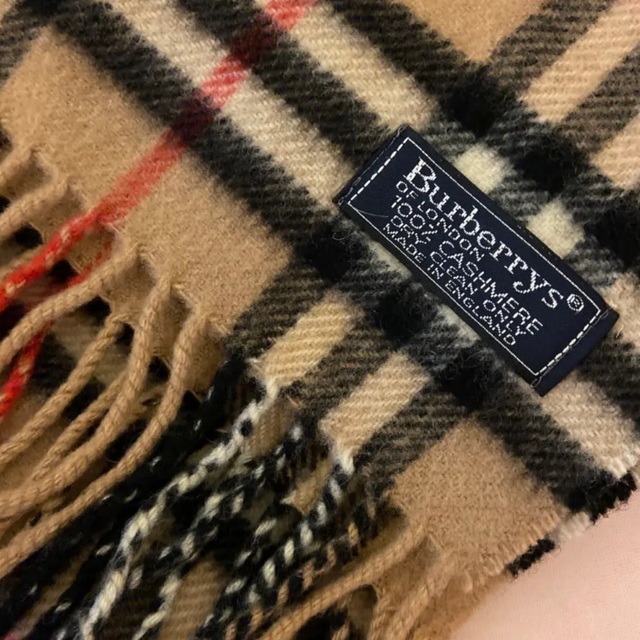 Burberrys®
OF LONDON
100% CASHMERE
DRY CLEAN ONLY
MADE IN ENGLAND